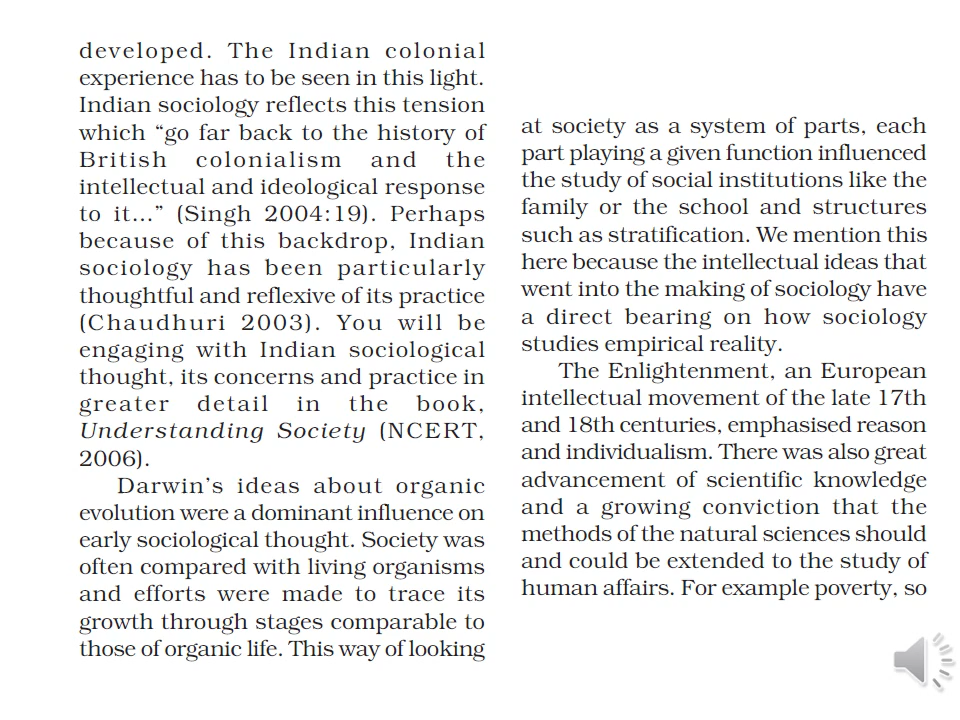 developed. The Indian colonial
experience has to be seen in this light.
Indian sociology reflects this tension
which “go far back to the history of
British colonialism and the
intellectual and ideological response
to it...” (Singh 2004:19). Perhaps
because of this backdrop, Indian
sociology has been particularly
thoughtful and reflexive of its practice
(Chaudhuri 2003). You will be
engaging with Indian sociological
thought, its concerns and practice in
greater detail in the book,
Understanding Society (NCERT,
2006).
Darwin’s ideas about organic
evolution were a dominant influence on
early sociological thought. Society was
often compared with living organisms
and efforts were made to trace its
growth through stages comparable to
those of organic life. This way of looking
at society as a system of parts, each
part playing a given function influenced
the study of social institutions like the
family or the school and structures
such as stratification. We mention this
here because the intellectual ideas that
went into the making of sociology have
a direct bearing on how sociology
studies empirical reality.
The Enlightenment, an European
intellectual movement of the late 17th
and 18th centuries, emphasised reason
and individualism. There was also great
advancement of scientific knowledge
and a growing conviction that the
methods of the natural sciences should
and could be extended to the study of
human affairs. For example poverty, so